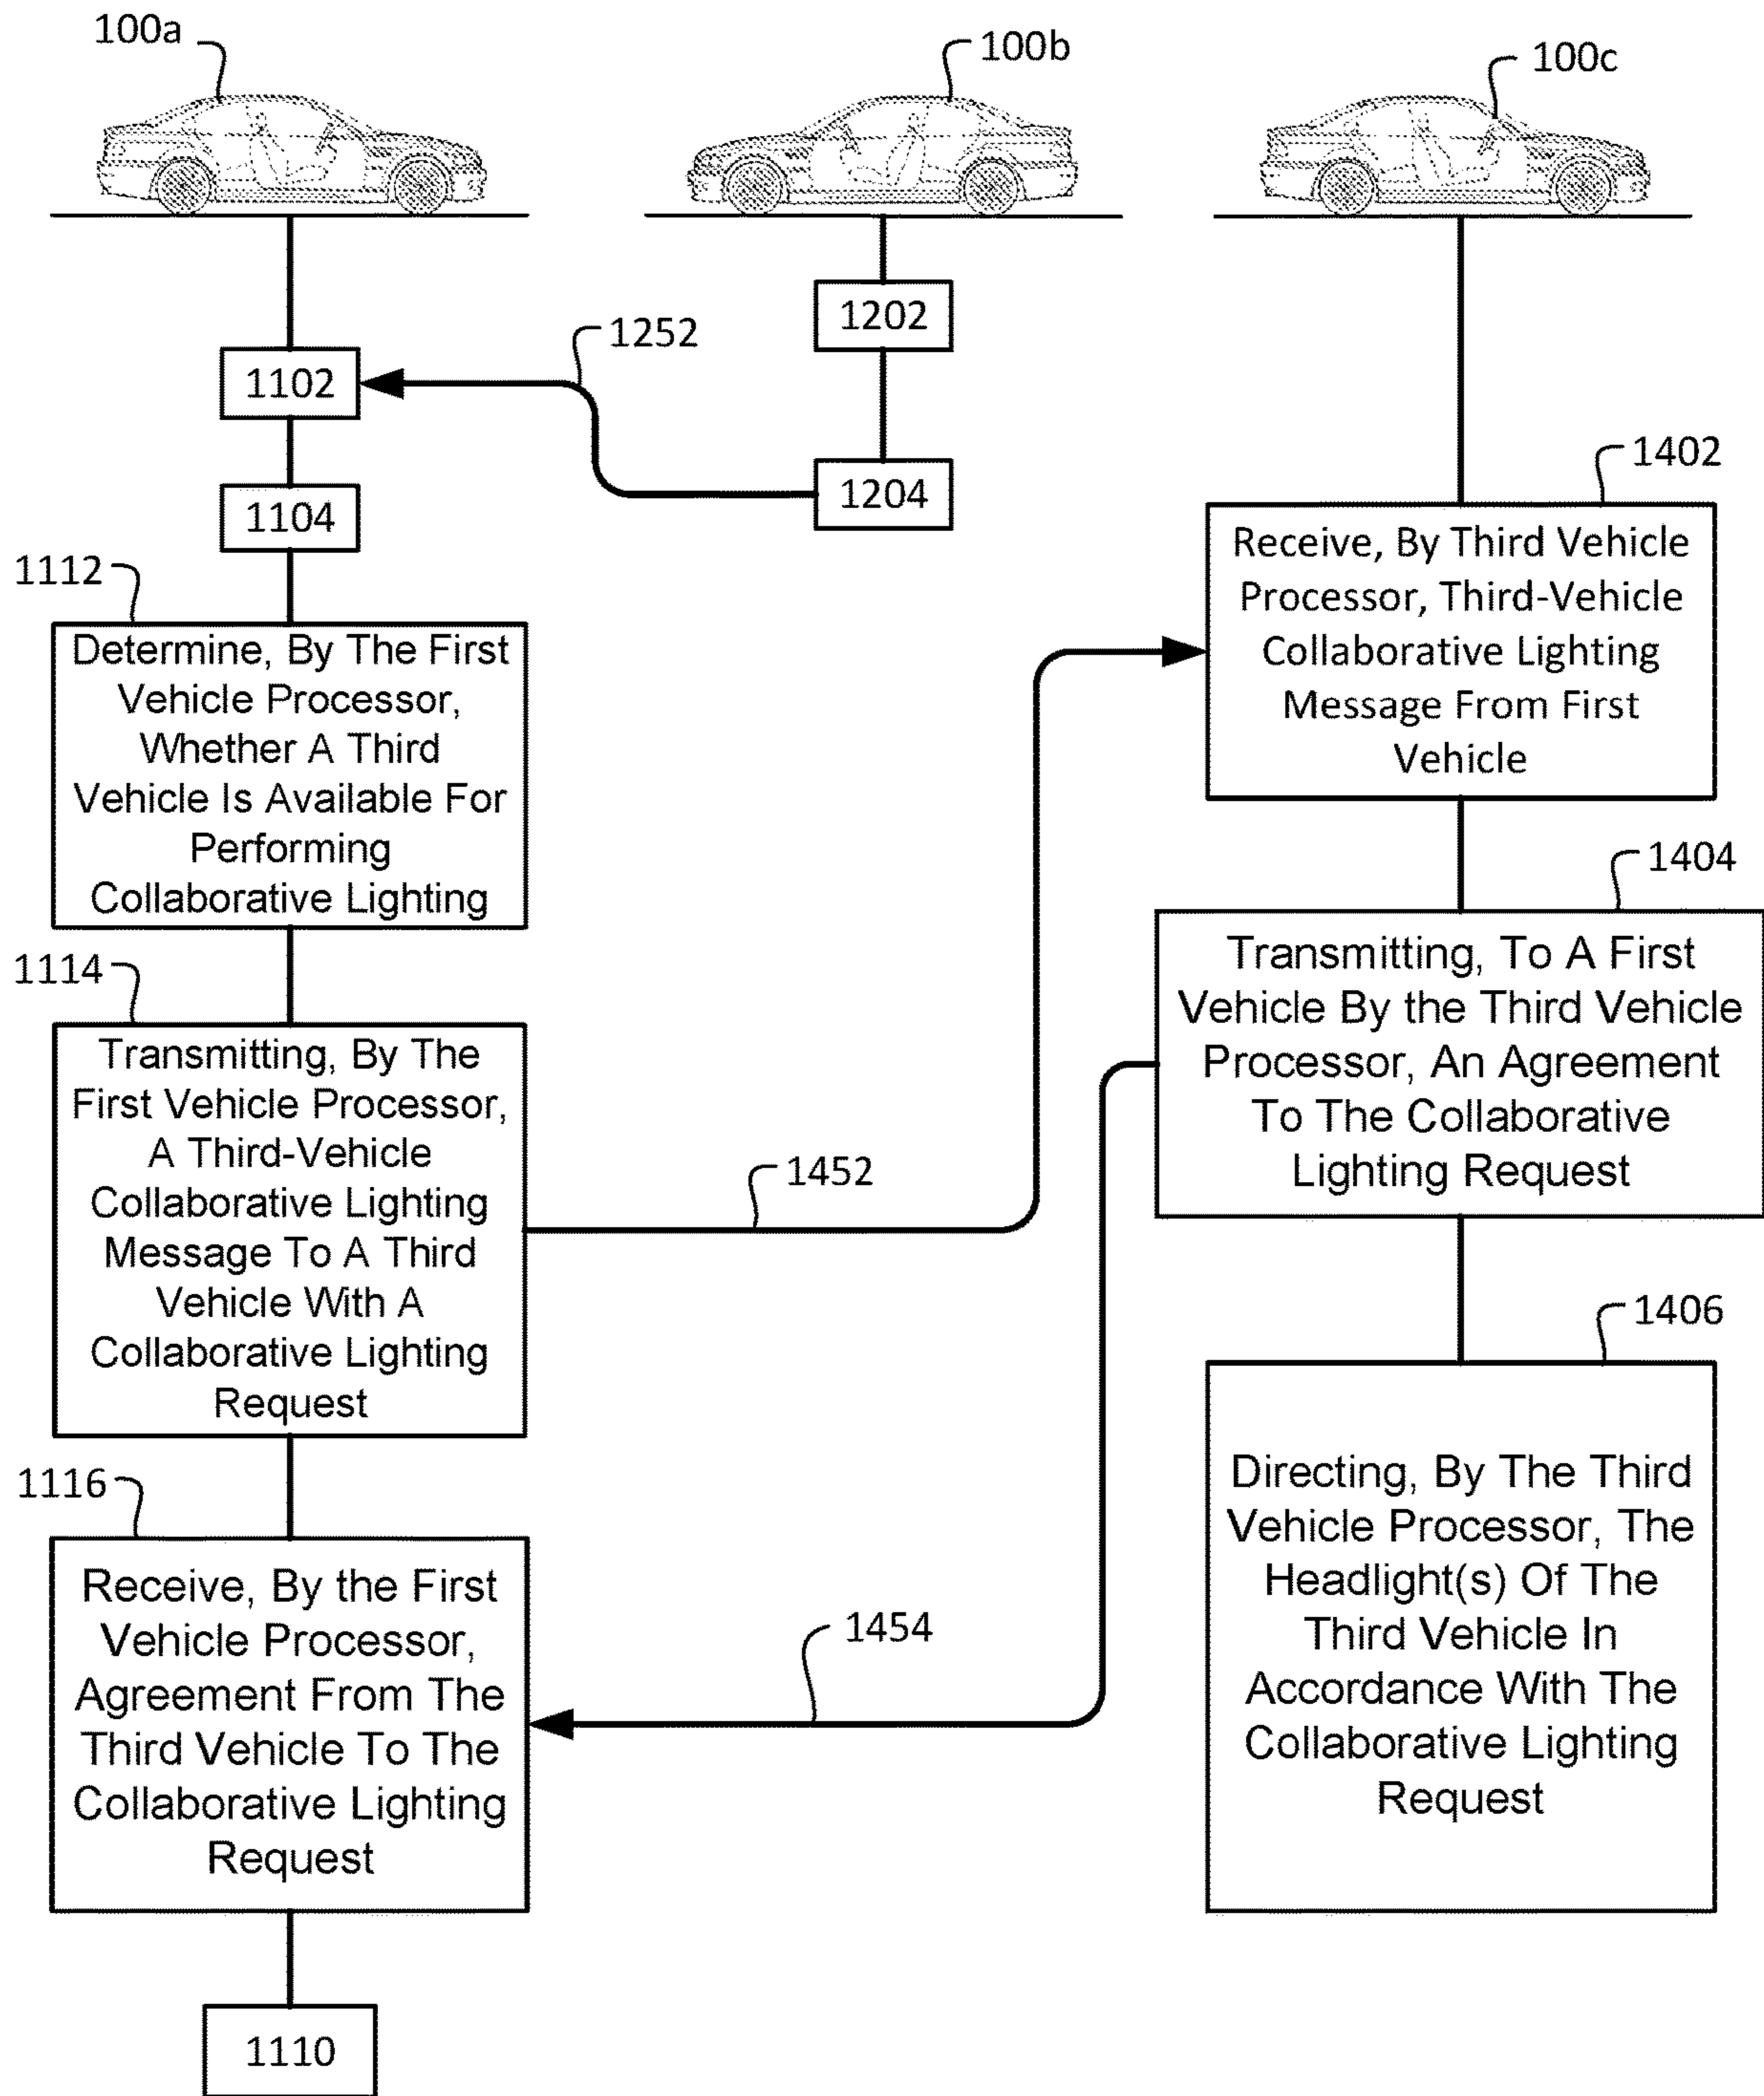 100a
100b
100c
1202
1252
1102
1204
1104
1402
Receive, By Third Vehicle
Processor, Third-Vehicle
Collaborative Lighting
Message From First
Vehicle
1112
Determine, By The First
Vehicle Processor,
Whether A Third
Vehicle Is Available For
Performing
Collaborative Lighting
1404
Transmitting, To A First
Vehicle By the Third Vehicle
Processor, An Agreement
To The Collaborative
Lighting Request
1114
Transmitting, By The
First Vehicle Processor,
A Third-Vehicle
Collaborative Lighting
Message To A Third
Vehicle With A
Collaborative Lighting
Request
1452
1406
Directing, By The Third
Vehicle Processor, The
Headlight(s) Of The
Third Vehicle In
Accordance With The
Collaborative Lighting
Request
1116
Receive, By the First
Vehicle Processor,
Agreement From The
Third Vehicle To The
Collaborative Lighting
Request
1454
1110